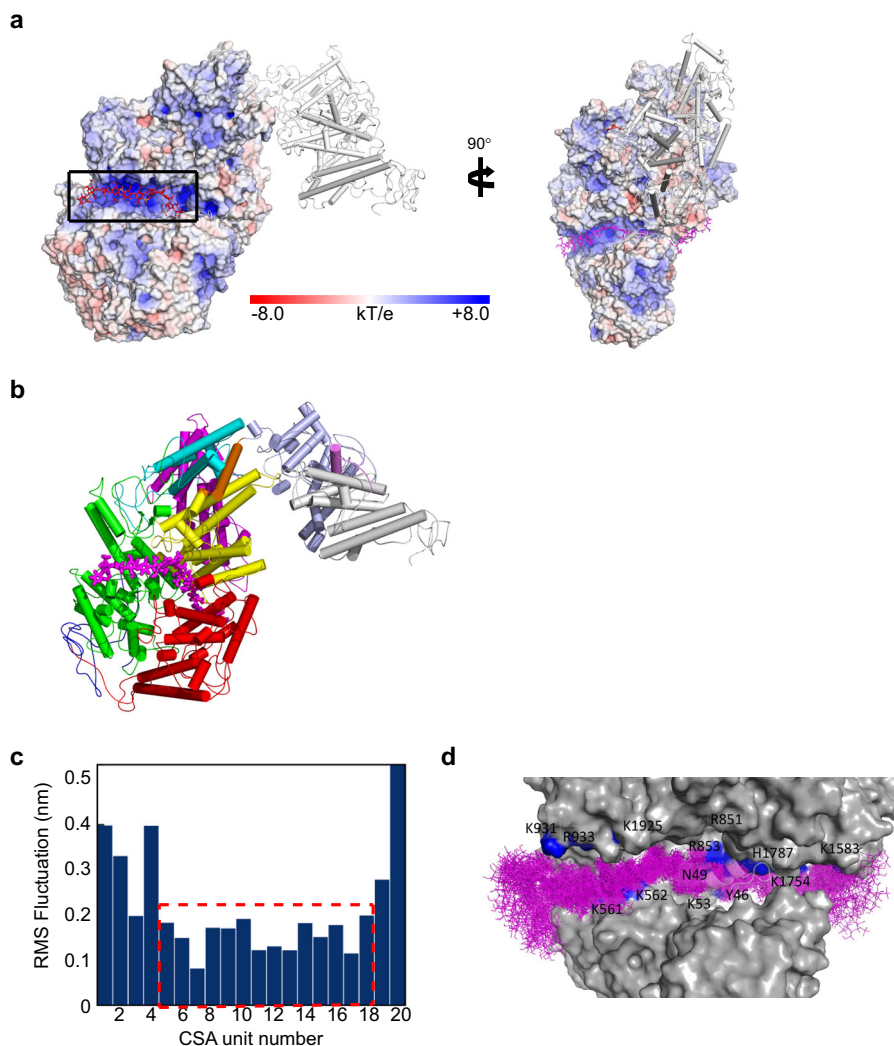 a
90°
-8.0 kT/e +8.0
b
c
RMS Fluctuation (nm)
0.5
0.4
0.3
0.2
0.1
0
2 4 6 8 10 12 14 16 18 20
CSA unit number
d
K931
R933
K1925
R851
R853
H1787
K1583
N49
K1754
K561
K562
K53
Y46